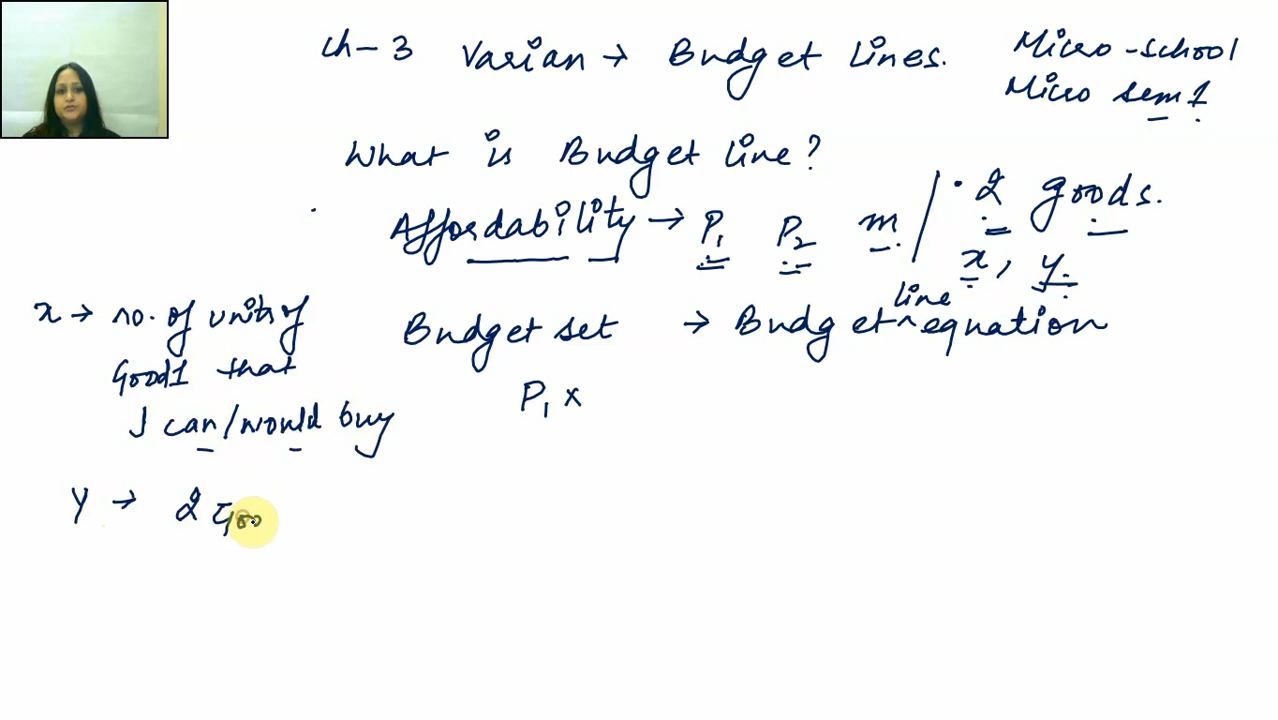 Ch-3 Varian → Budget Lines.
Micro-school
Micro sem 1
What is Budget line?
Affordability → P₁ P₂ m / · 2 goods.
x, y.
Budget set → Budget ^ line equation
P₁ x
x → no. of units of
Good1 that
I can/would buy
Y → 2 goo